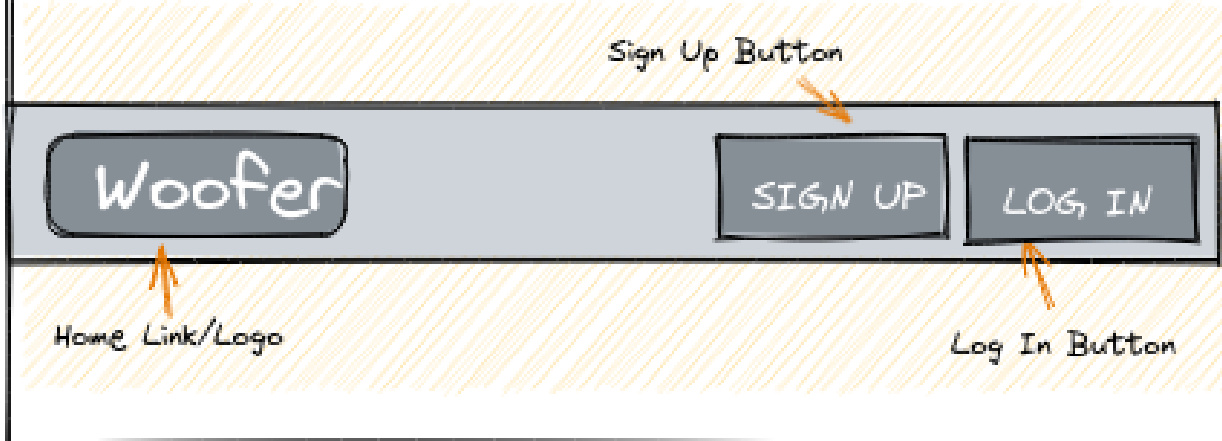 Sign Up Button
Woofer
SIGN UP
LOG IN
Home Link/Logo
Log In Button